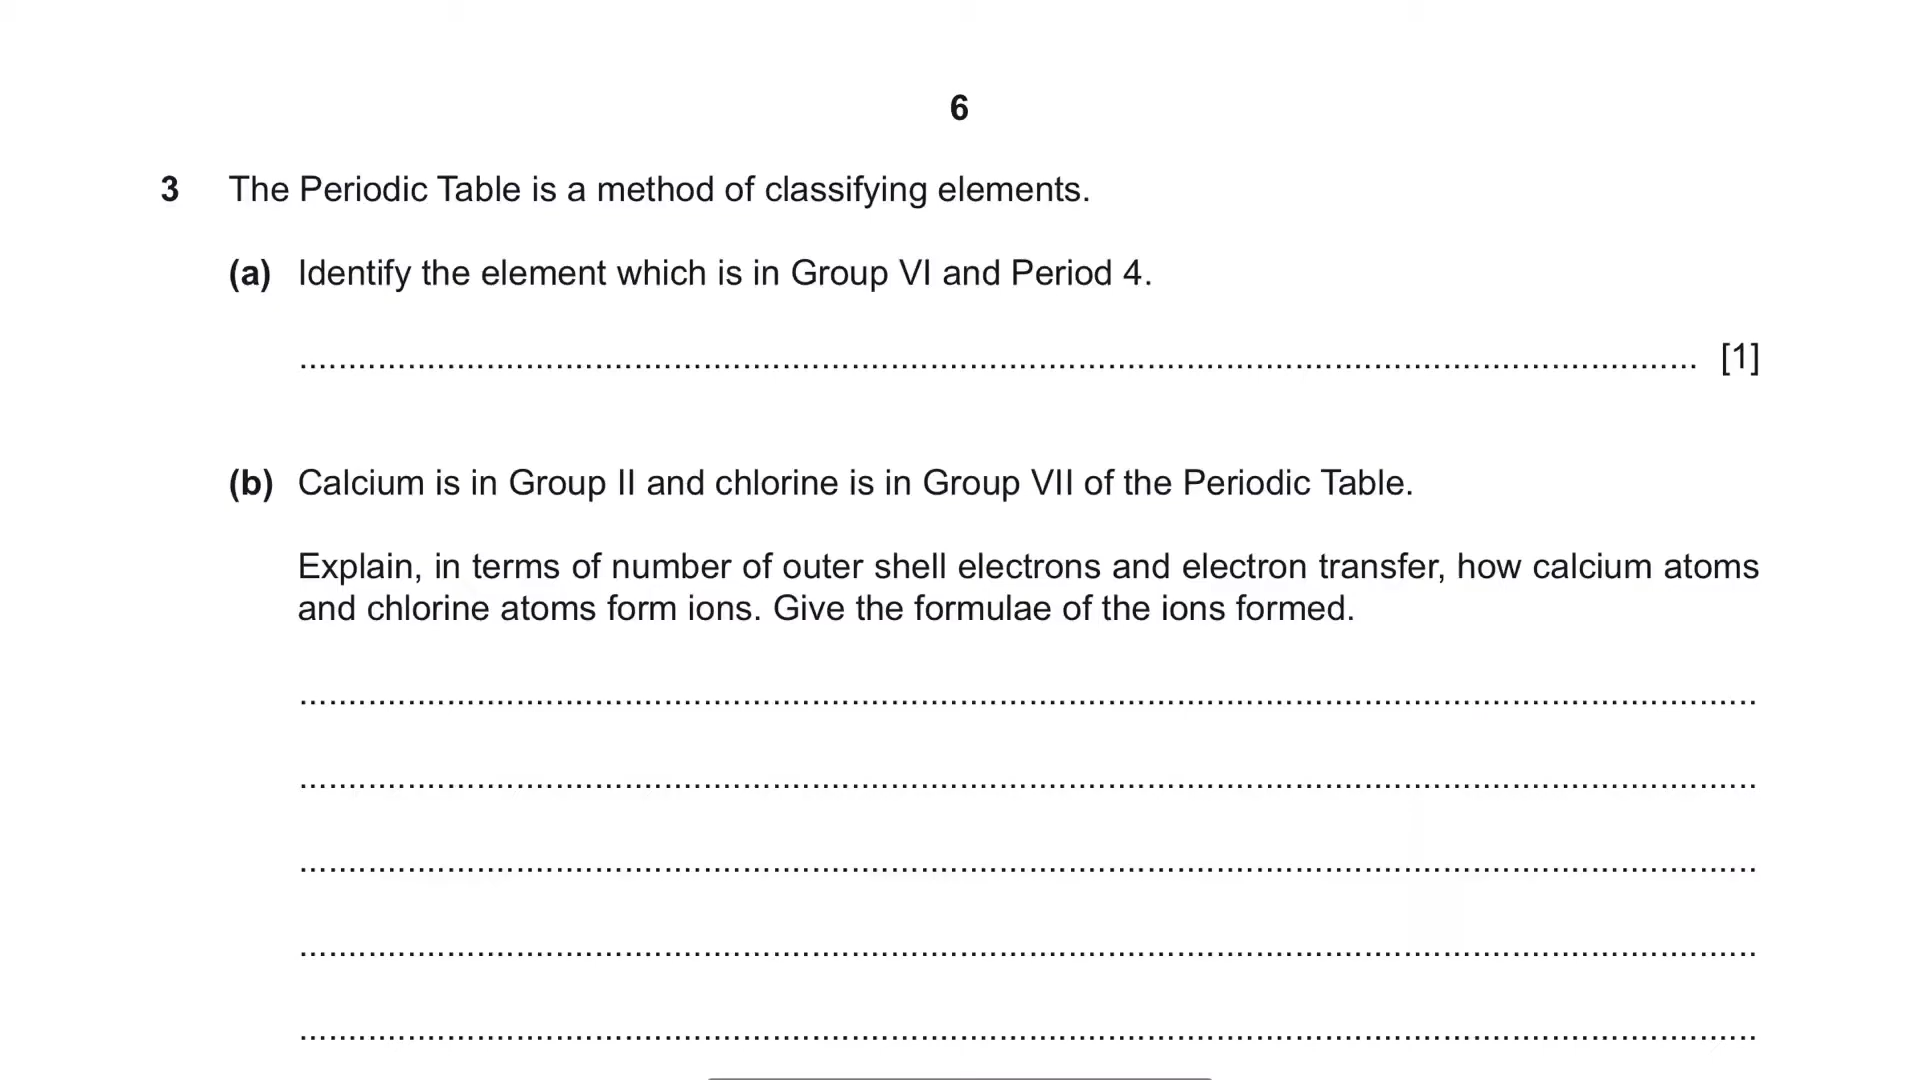 6
3 The Periodic Table is a method of classifying elements.
(a) Identify the element which is in Group VI and Period 4.
.............................................................................................................................................. [1]
(b) Calcium is in Group II and chlorine is in Group VII of the Periodic Table.
Explain, in terms of number of outer shell electrons and electron transfer, how calcium atoms
and chlorine atoms form ions. Give the formulae of the ions formed.
....................................................................................................................................................
....................................................................................................................................................
....................................................................................................................................................
....................................................................................................................................................
....................................................................................................................................................